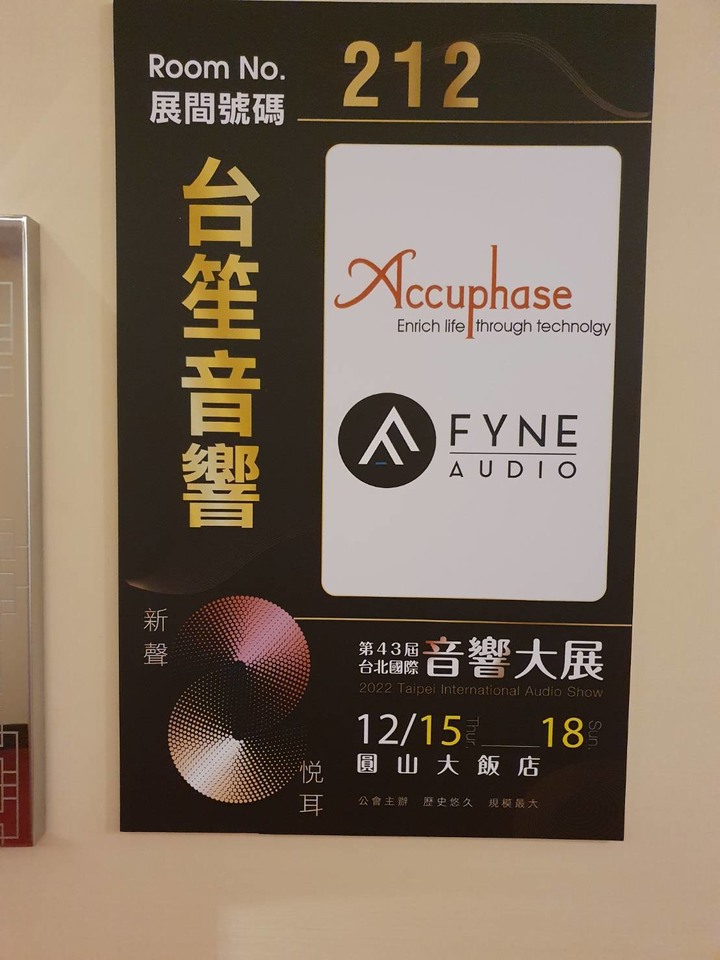 Room No.
展間號碼
212
台笙音響
Accuphase
Enrich life through technolgy
FYNE
AUDIO
新聲
悅耳
第43屆
台北國際
音響大展
2022 Taipei International Audio Show
12/15 Thur. 18 Sun.
圓山大飯店
公會主辦 歷史悠久 規模最大